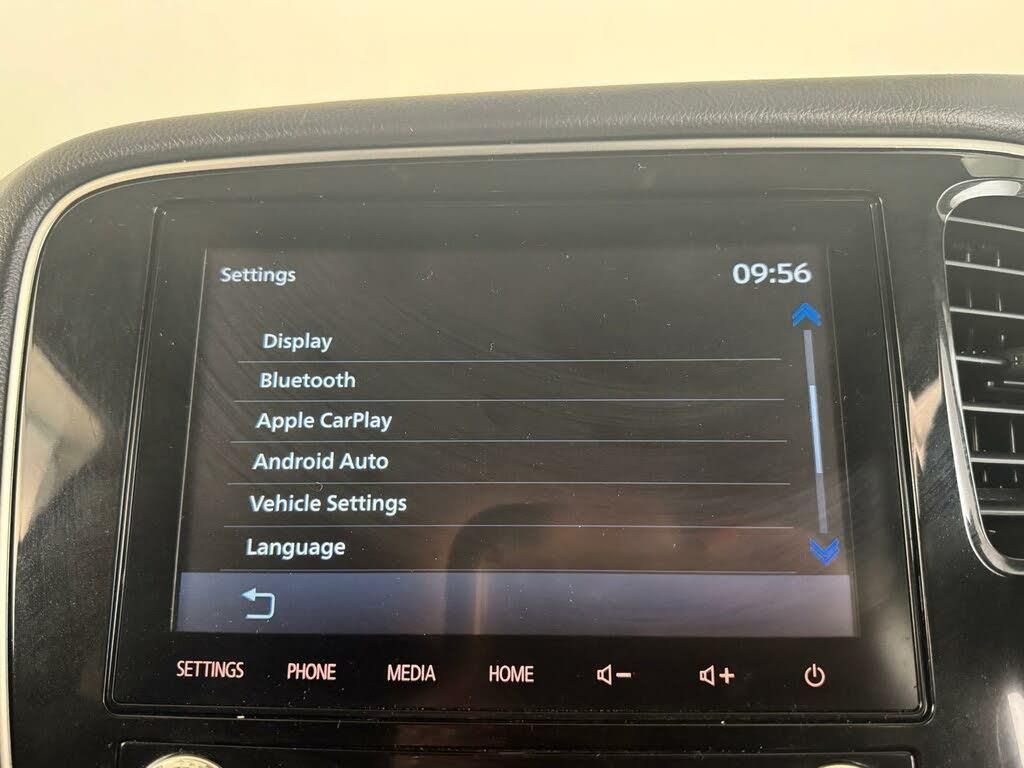 Settings 09:56
Display
Bluetooth
Apple CarPlay
Android Auto
Vehicle Settings
Language
SETTINGS PHONE MEDIA HOME